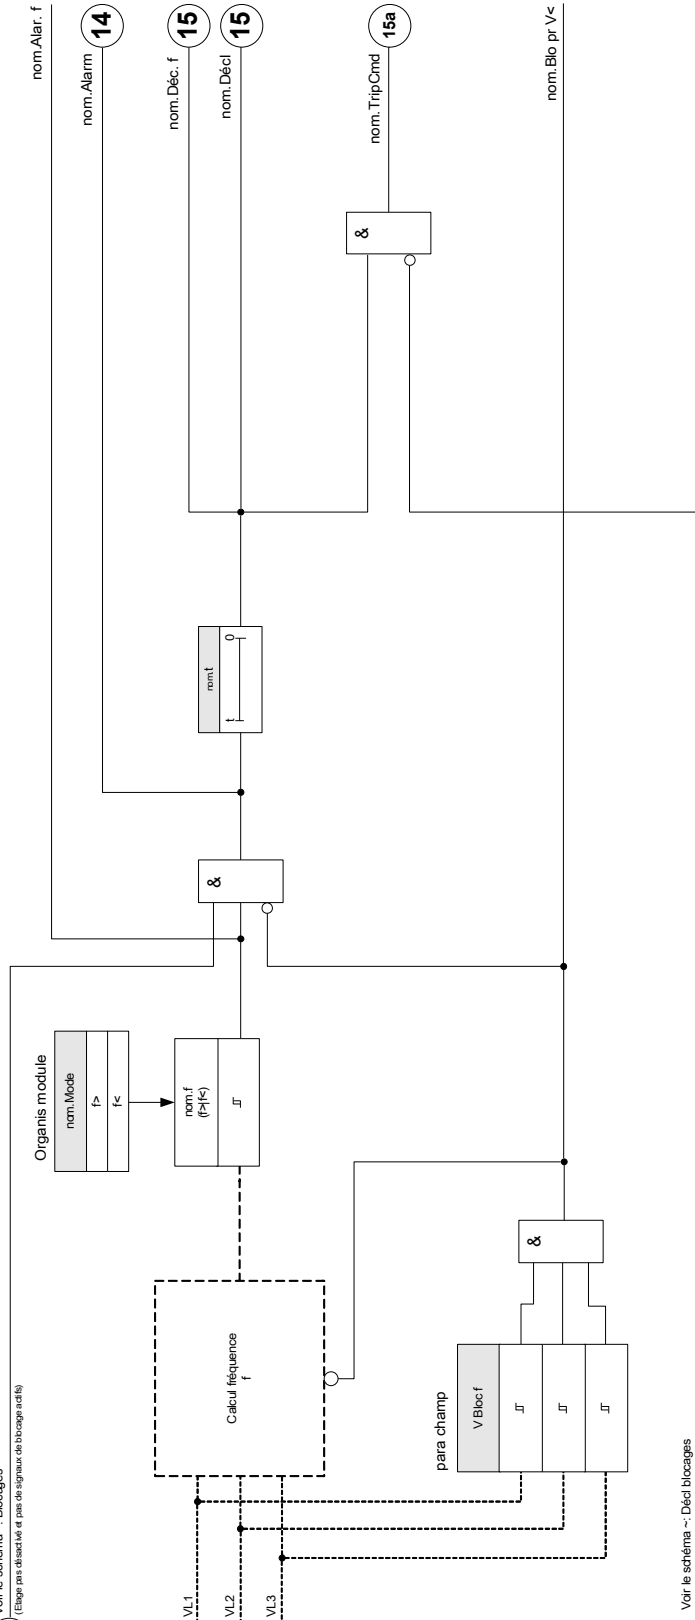 Voir le schéma ~: Blocages
(Etage pas désactivé et pas de signaux de blocage actifs)
VL1
VL2
VL3
Calcul fréquence
f
Organis module
nom.Mode
f>
f<
nom.f
(f>|f<)
&
nom.t
t
0
nom.Alar. f
nom.Alarm
14
nom.Déc. f
15
nom.Décl
15
&
nom.TripCmd
15a
para champ
V Bloc f
&
nom.Blo pr V<
Voir le schéma ~: Décl blocages